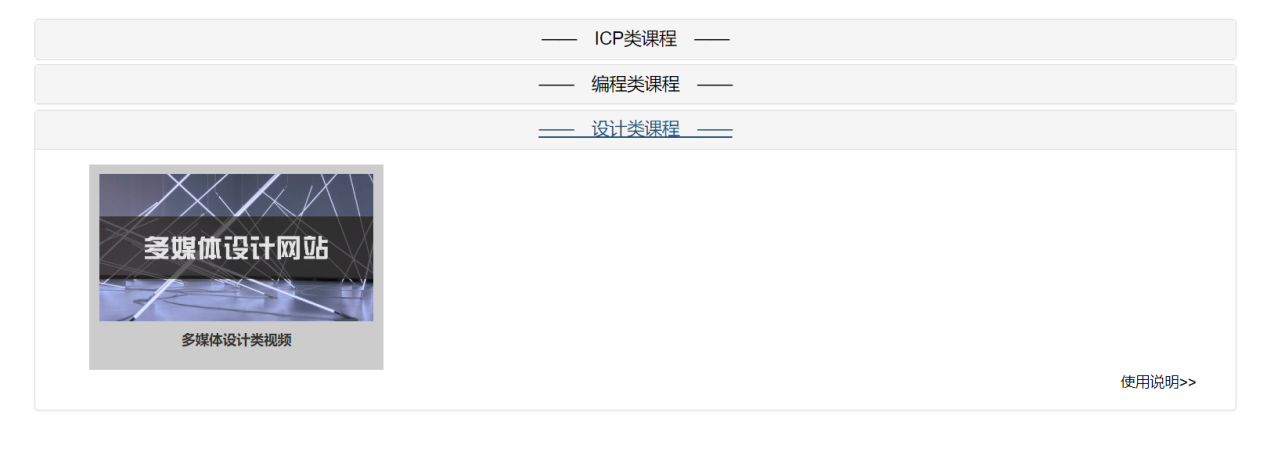 —— ICP类课程 ——
—— 编程类课程 ——
—— 设计类课程 ——
多媒体设计网站
多媒体设计类视频
使用说明>>